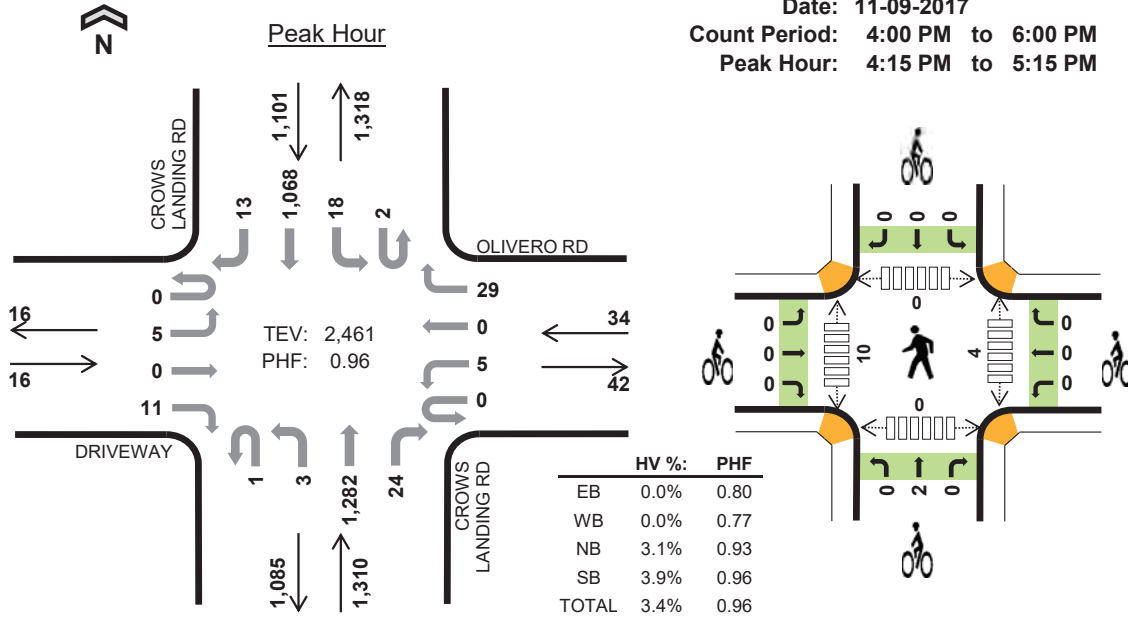 Date: 11-09-2017
Count Period: 4:00 PM to 6:00 PM
Peak Hour: 4:15 PM to 5:15 PM
N
Peak Hour
1,101
1,318
CROWS
LANDING RD
13
1,068
18
2
OLIVERO RD
0
5
0
11
29
0
5
0
16
16
34
42
TEV: 2,461
PHF: 0.96
DRIVEWAY
1
3
1,282
24
CROWS
LANDING RD
1,085
1,310
HV %: PHF
EB 0.0% 0.80
WB 0.0% 0.77
NB 3.1% 0.93
SB 3.9% 0.96
TOTAL 3.4% 0.96
0 0 0
0
0
0
0
10
4
0
0
0
0
0 2 0